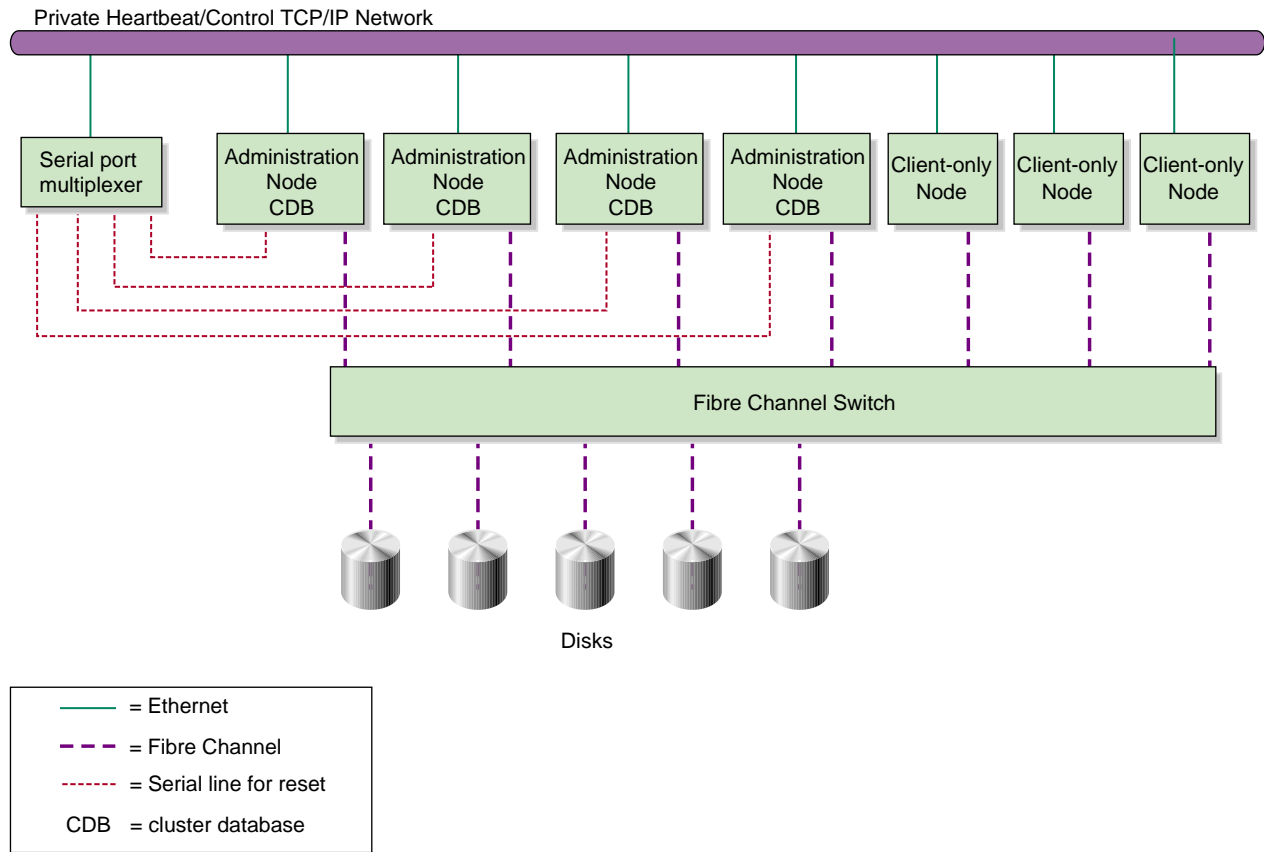 Private Heartbeat/Control TCP/IP Network
Serial port
multiplexer
Administration
Node
CDB
Administration
Node
CDB
Administration
Node
CDB
Administration
Node
CDB
Client-only
Node
Client-only
Node
Client-only
Node
Fibre Channel Switch
Disks
= Ethernet
= Fibre Channel
= Serial line for reset
CDB = cluster database